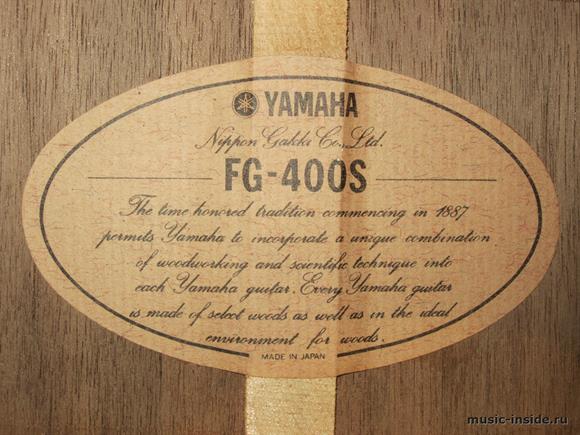 YAMAHA
Nippon Gakki Co., Ltd.
FG-400S
The time honored tradition commencing in 1887
permits Yamaha to incorporate a unique combination
of woodworking and scientific technique into
each Yamaha guitar. Every Yamaha guitar
is made of select woods as well as in the ideal
environment for woods.
MADE IN JAPAN
music-inside.ru